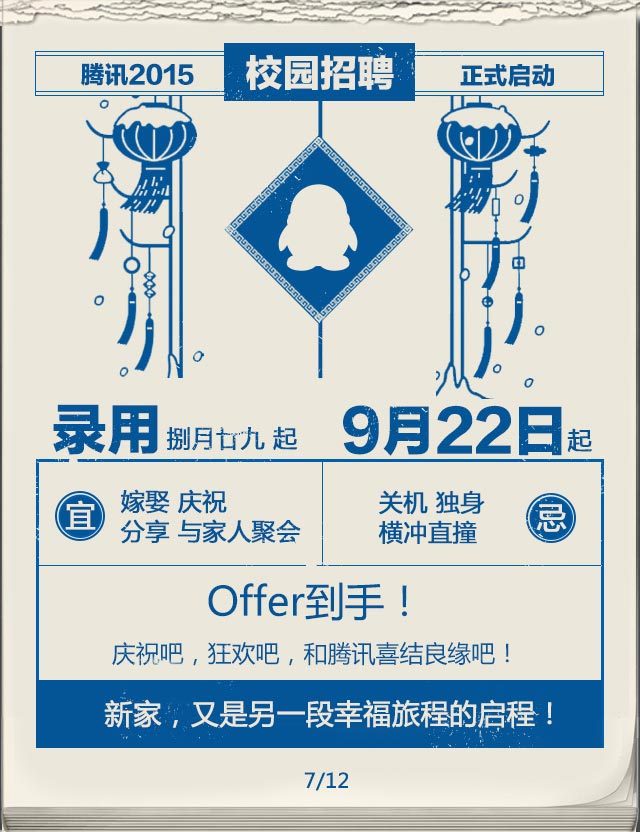 腾讯2015 校园招聘 正式启动
录用 捌月廿九 起 9月22日起
宜
嫁娶 庆祝
分享 与家人聚会
关机 独身
横冲直撞
忌
Offer到手！
庆祝吧，狂欢吧，和腾讯喜结良缘吧！
新家，又是另一段幸福旅程的启程！
7/12